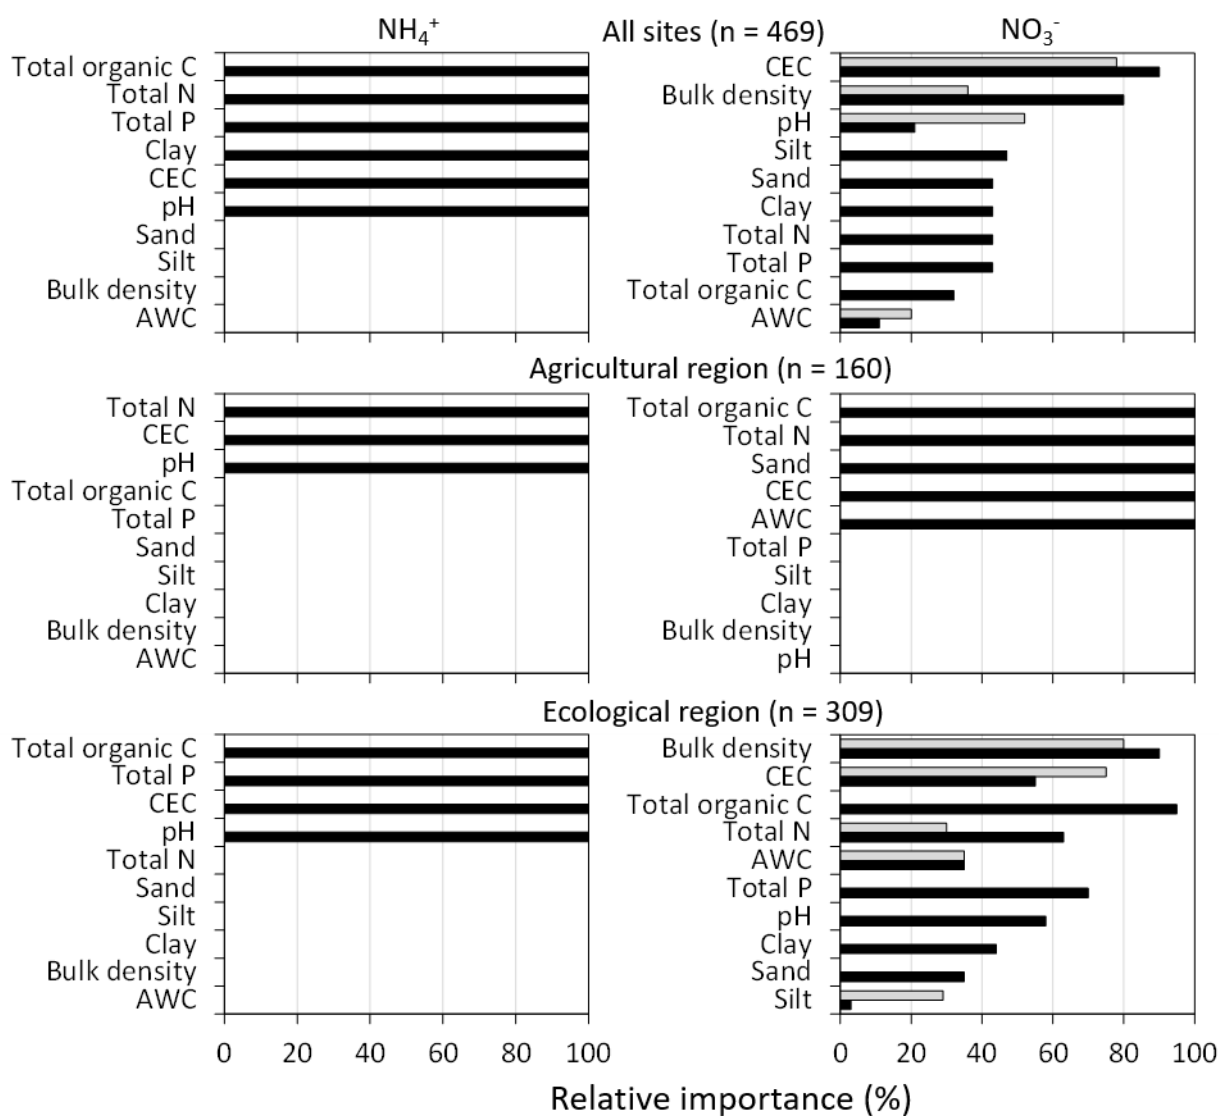 NH₄⁺
All sites (n = 469)
NO₃⁻
Total organic C
Total N
Total P
Clay
CEC
pH
Sand
Silt
Bulk density
AWC
CEC
Bulk density
pH
Silt
Sand
Clay
Total N
Total P
Total organic C
AWC
Agricultural region (n = 160)
Total N
CEC
pH
Total organic C
Total P
Sand
Silt
Clay
Bulk density
AWC
Total organic C
Total N
Sand
CEC
AWC
Total P
Silt
Clay
Bulk density
pH
Ecological region (n = 309)
Total organic C
Total P
CEC
pH
Total N
Sand
Silt
Clay
Bulk density
AWC
Bulk density
CEC
Total organic C
Total N
AWC
Total P
pH
Clay
Sand
Silt
0 20 40 60 80 100
0 20 40 60 80 100
Relative importance (%)